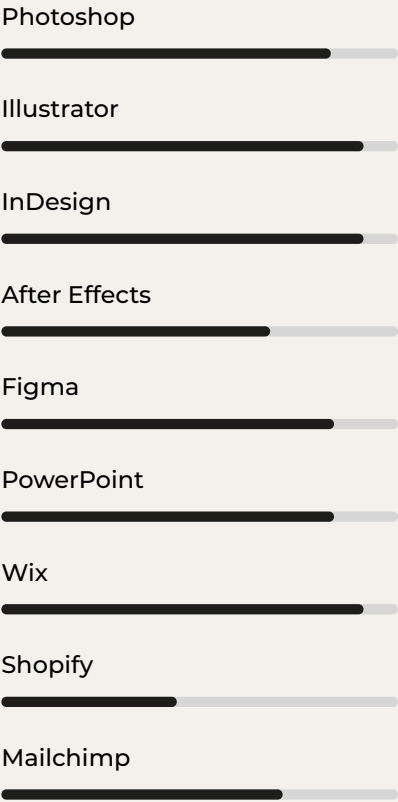 Photoshop
Illustrator
InDesign
After Effects
Figma
PowerPoint
Wix
Shopify
Mailchimp